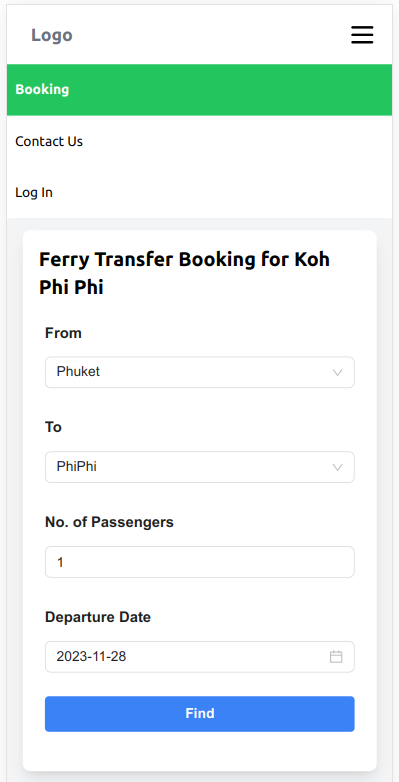 Logo
Booking
Contact Us
Log In
Ferry Transfer Booking for Koh
Phi Phi
From
Phuket
To
PhiPhi
No. of Passengers
1
Departure Date
2023-11-28
Find